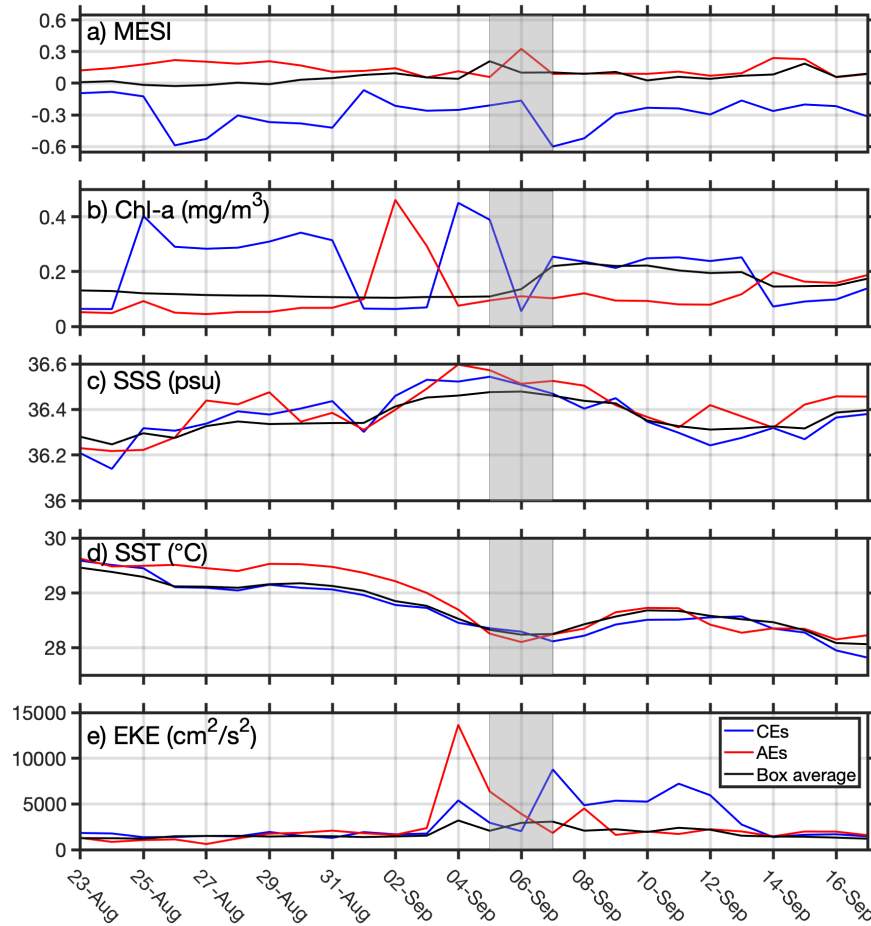 a) MESI
0.6
0.3
0
-0.3
-0.6
b) Chl-a (mg/m³)
0.4
0.2
0
c) SSS (psu)
36.6
36.4
36.2
36
d) SST (°C)
30
29
28
e) EKE (cm²/s²)
15000
10000
5000
0
CEs
AEs
Box average
23-Aug
25-Aug
27-Aug
29-Aug
31-Aug
02-Sep
04-Sep
06-Sep
08-Sep
10-Sep
12-Sep
14-Sep
16-Sep